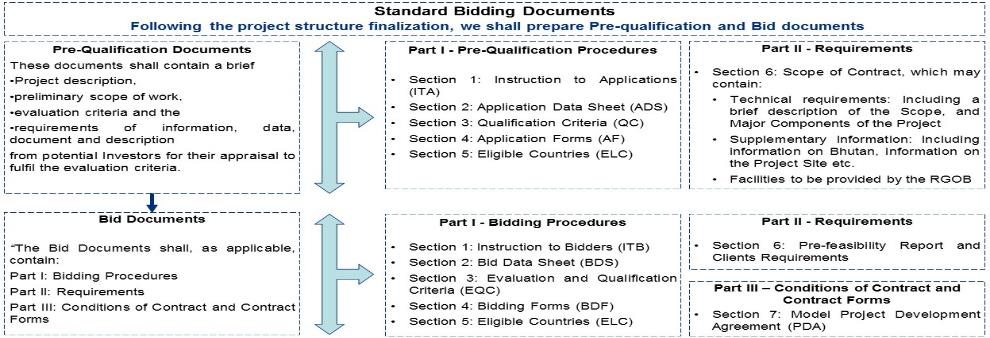 Standard Bidding Documents
Following the project structure finalization, we shall prepare Pre-qualification and Bid documents
Pre-Qualification Documents
These documents shall contain a brief
•Project description,
•preliminary scope of work,
•evaluation criteria and the
•requirements of information, data,
document and description
from potential Investors for their appraisal to
fulfil the evaluation criteria.
Part I - Pre-Qualification Procedures
• Section 1: Instruction to Applications
(ITA)
• Section 2: Application Data Sheet (ADS)
• Section 3: Qualification Criteria (QC)
• Section 4: Application Forms (AF)
• Section 5: Eligible Countries (ELC)
Part II - Requirements
• Section 6: Scope of Contract, which may
contain:
• Technical requirements: Including a
brief description of the Scope, and
Major Components of the Project
• Supplementary information: including
information on Bhutan, Information on
the Project Site etc.
• Facilities to be provided by the RGOB
Bid Documents
“The Bid Documents shall, as applicable,
contain:
Part I: Bidding Procedures
Part II: Requirements
Part III: Conditions of Contract and Contract
Forms
Part I - Bidding Procedures
• Section 1: Instruction to Bidders (ITB)
• Section 2: Bid Data Sheet (BDS)
• Section 3: Evaluation and Qualification
Criteria (EQC)
• Section 4: Bidding Forms (BDF)
• Section 5: Eligible Countries (ELC)
Part II - Requirements
• Section 6: Pre-feasibility Report and
Clients Requirements
Part III – Conditions of Contract and
Contract Forms
• Section 7: Model Project Development
Agreement (PDA)